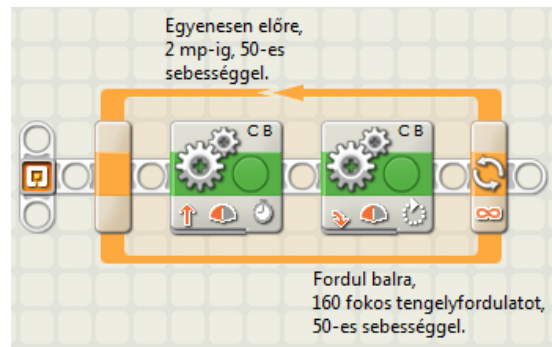 Egyenesen előre,
2 mp-ig, 50-es
sebességgel.
C B
C B
Fordul balra,
160 fokos tengelyfordulatot,
50-es sebességgel.